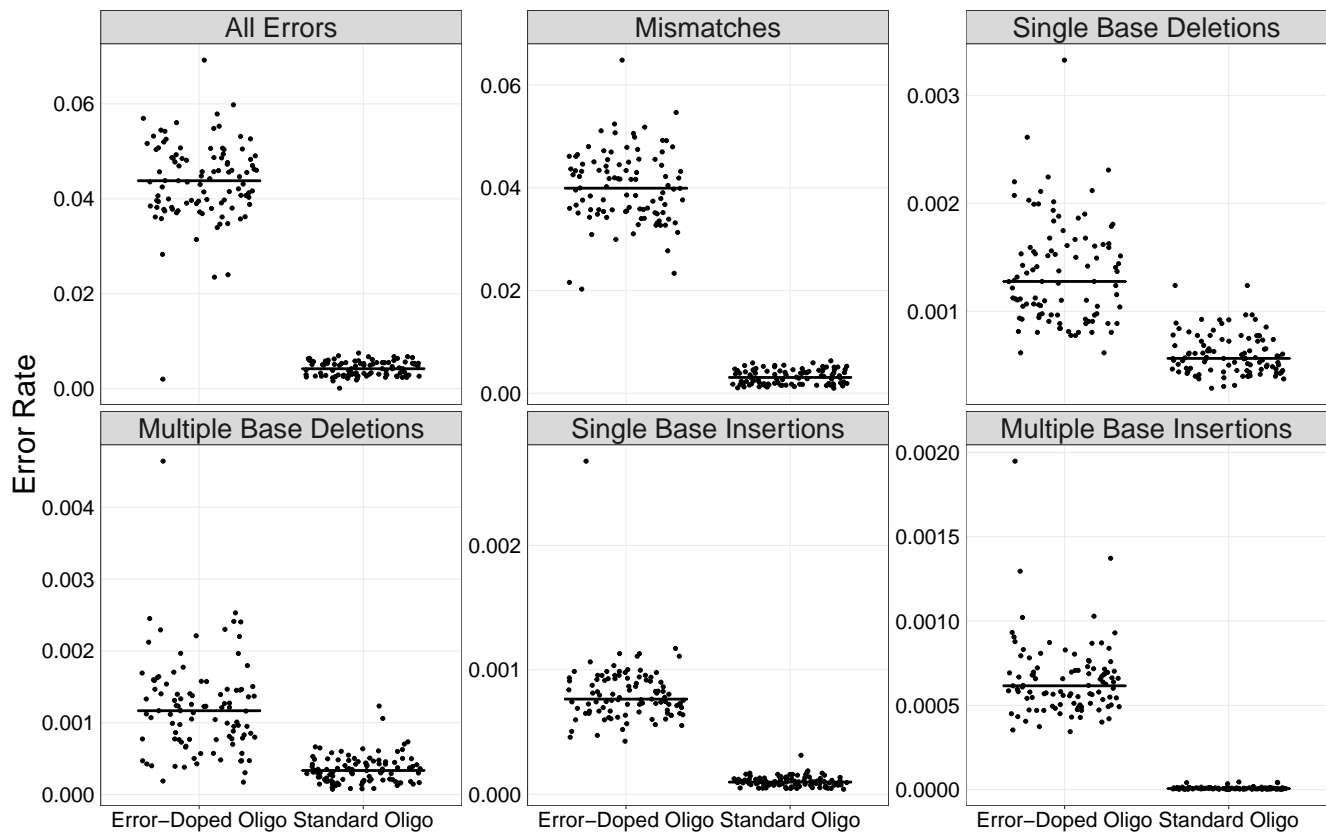 All Errors
Mismatches
Single Base Deletions
0.06
0.04
0.02
0.00
0.06
0.04
0.02
0.00
0.003
0.002
0.001
Error Rate
Multiple Base Deletions
Single Base Insertions
Multiple Base Insertions
0.004
0.003
0.002
0.001
0.000
0.002
0.001
0.000
0.0020
0.0015
0.0010
0.0005
0.0000
Error−Doped Oligo Standard Oligo
Error−Doped Oligo Standard Oligo
Error−Doped Oligo Standard Oligo